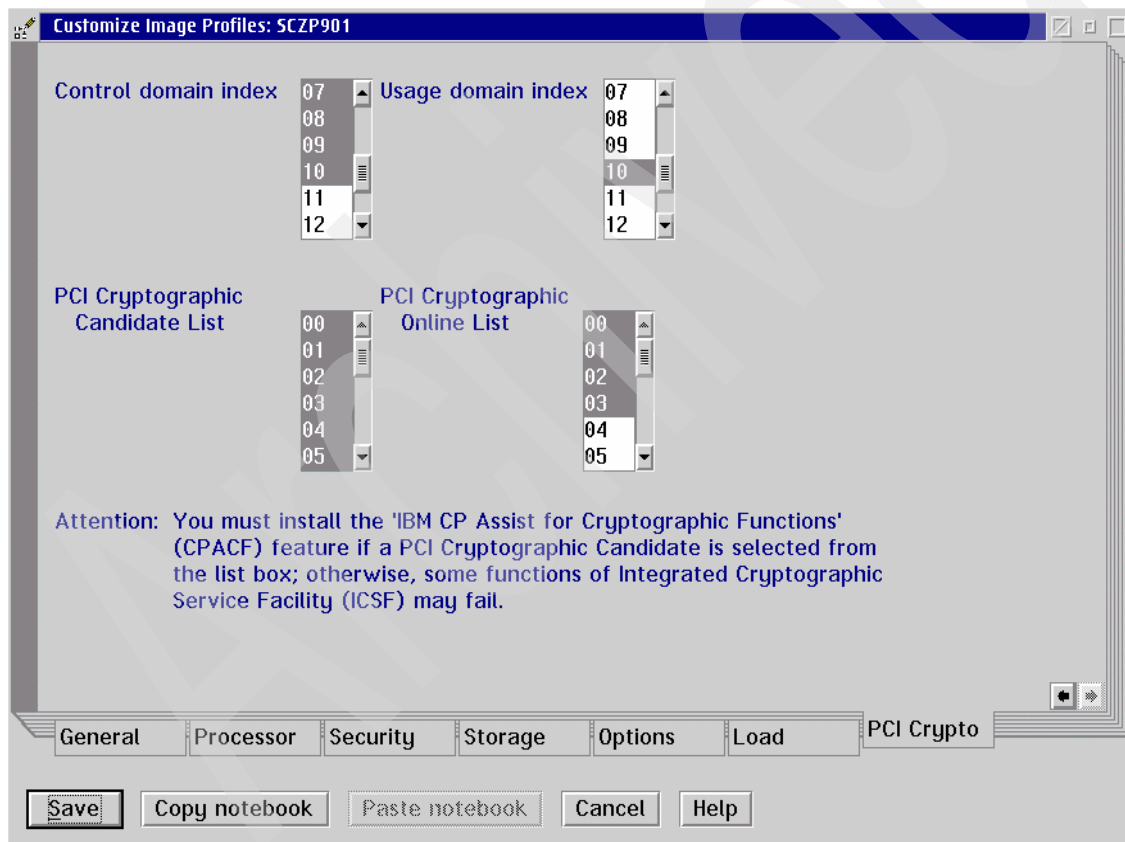 Customize Image Profiles: SCZP901
Control domain index
07
08
09
10
11
12
Usage domain index
07
08
09
10
11
12
PCI Cryptographic
Candidate List
00
01
02
03
04
05
PCI Cryptographic
Online List
00
01
02
03
04
05
Attention: You must install the 'IBM CP Assist for Cryptographic Functions'
(CPACF) feature if a PCI Cryptographic Candidate is selected from
the list box; otherwise, some functions of Integrated Cryptographic
Service Facility (ICSF) may fail.
General Processor Security Storage Options Load PCI Crypto
Save Copy notebook Paste notebook Cancel Help